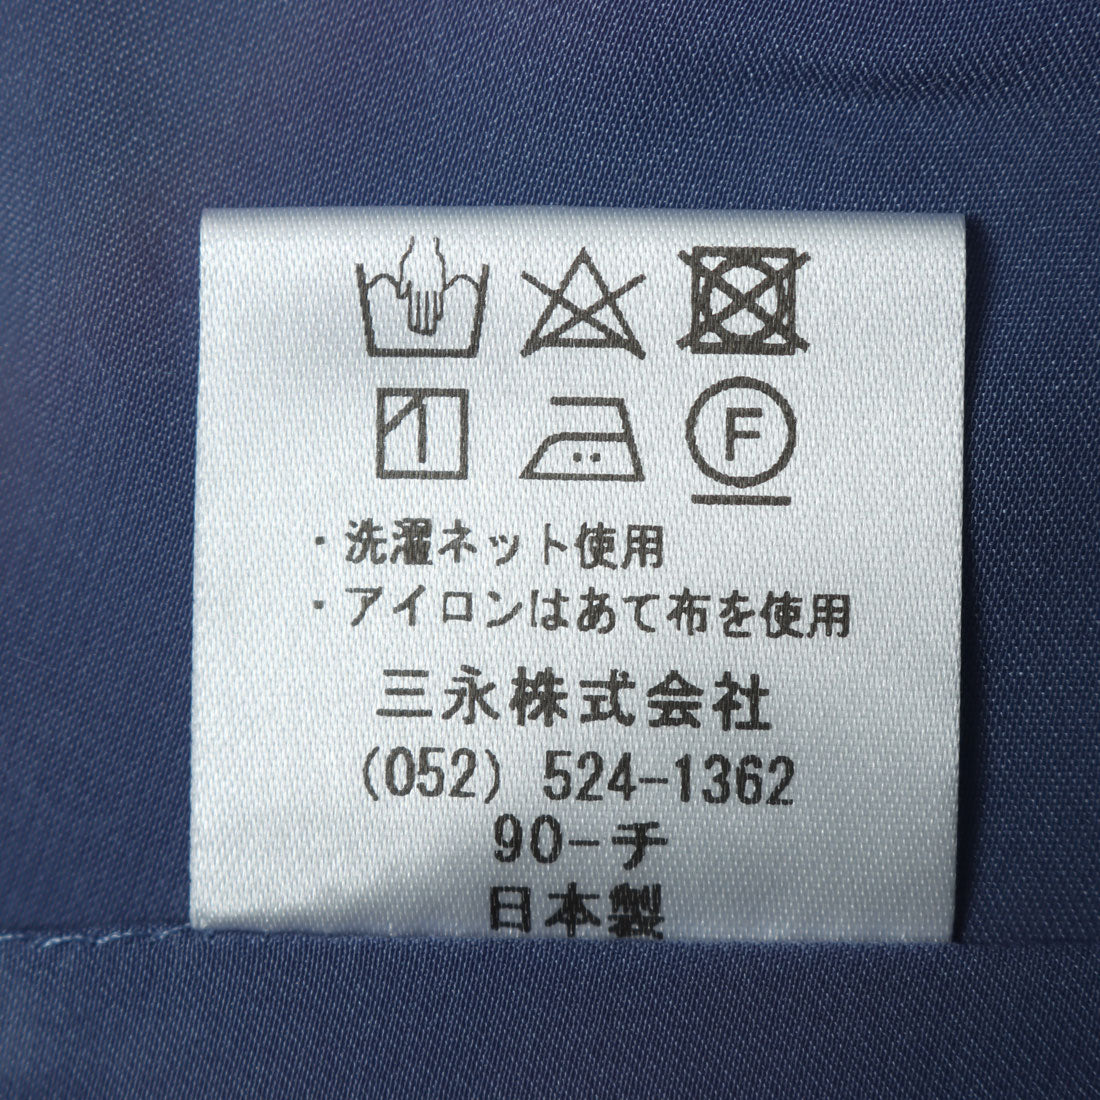 F
・洗濯ネット使用
・アイロンはあて布を使用
三永株式会社
(052) 524-1362
90-チ
日本製